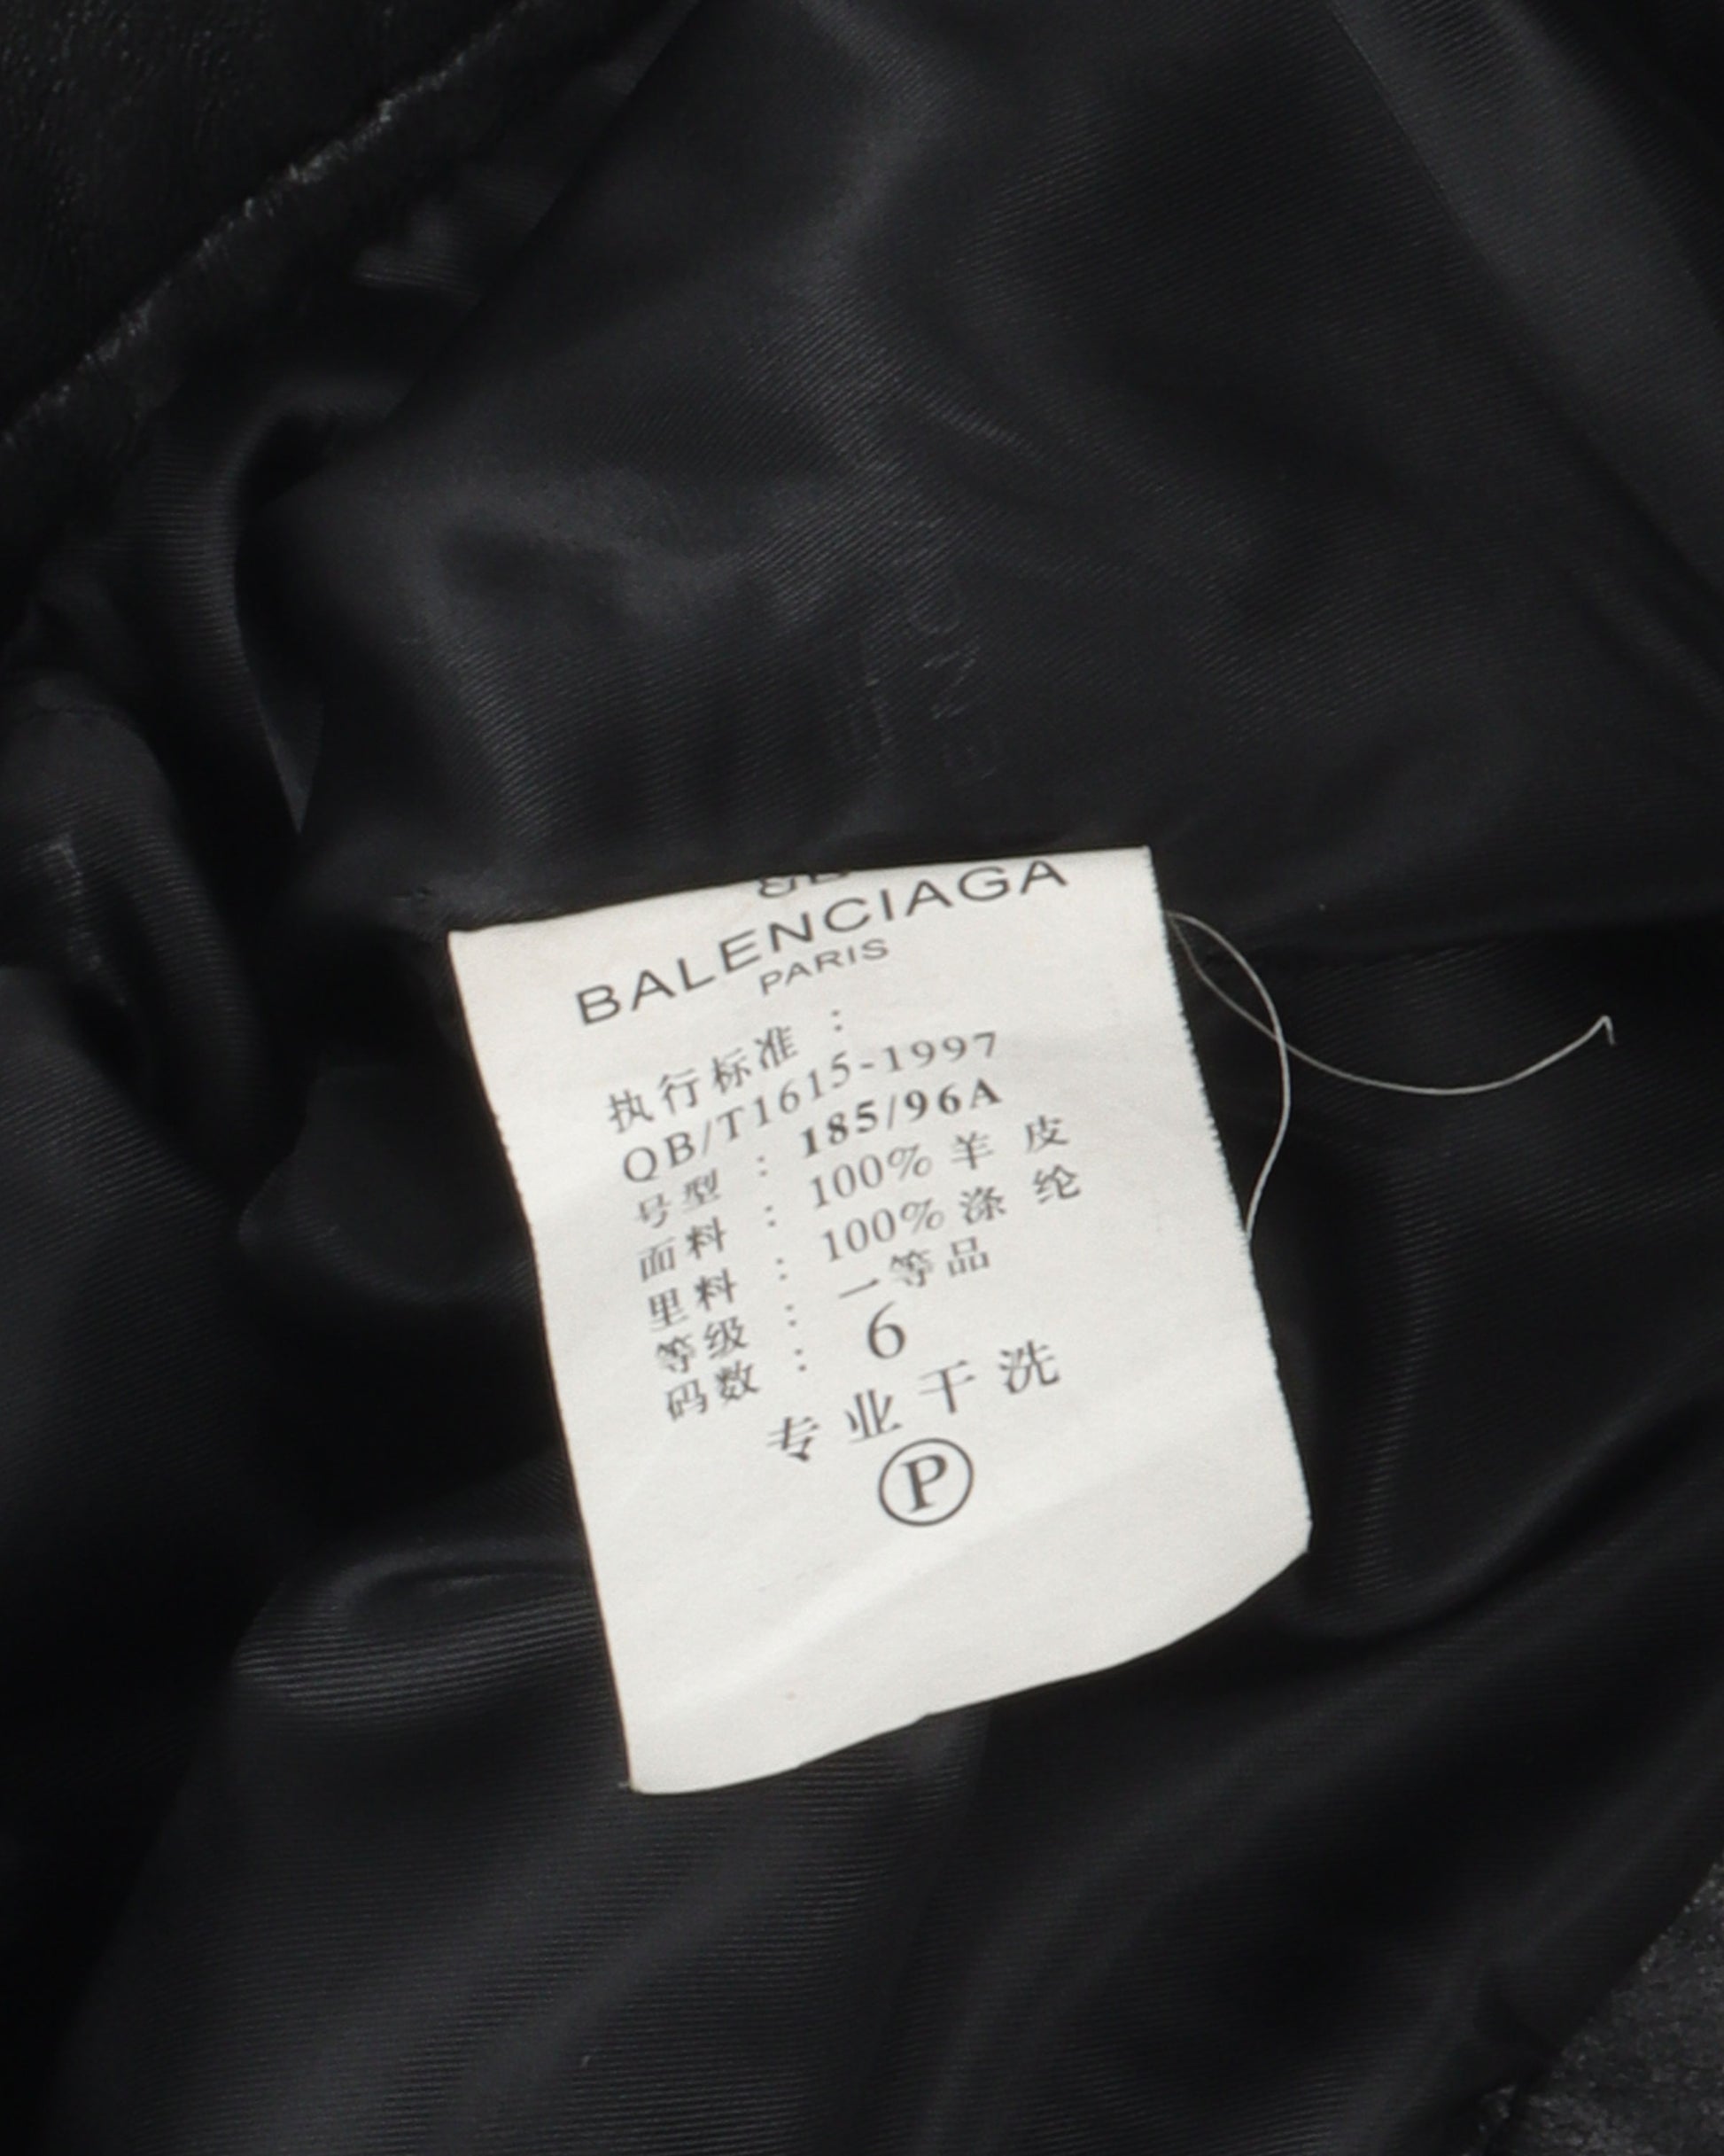 BALENCIAGA
PARIS
执行标准：
QB/T1615-1997
号型：185/96A
面料：100%羊皮
里料：100%涤纶
等级：一等品
码数：6
专业干洗
P